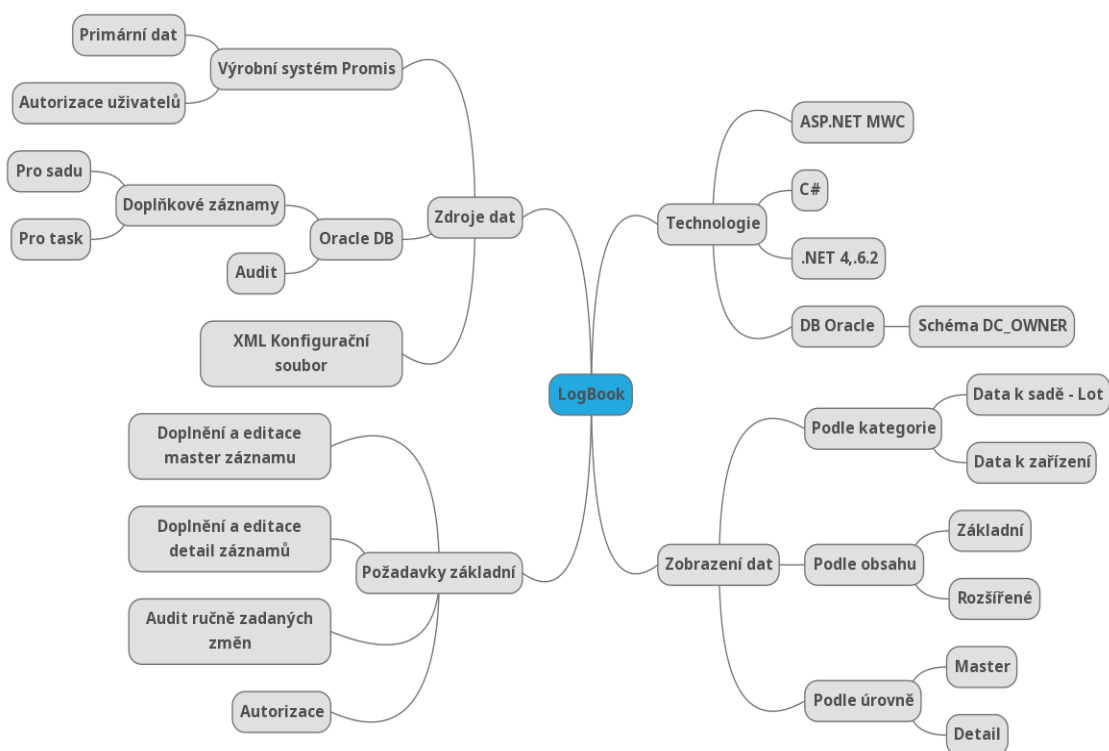 Primární dat
Výrobní systém Promis
Autorizace uživatelů
Pro sadu
Doplňkové záznamy
Pro task
Audit
Oracle DB
Zdroje dat
XML Konfigurační
soubor
LogBook
Doplnění a editace
master záznamu
Doplnění a editace
detail záznamů
Požadavky základní
Audit ručně zadaných
změn
Autorizace
Technologie
ASP.NET MWC
C#
.NET 4,.6.2
DB Oracle
Schéma DC_OWNER
Zobrazení dat
Podle kategorie
Data k sadě - Lot
Data k zařízení
Podle obsahu
Základní
Rozšířené
Podle úrovně
Master
Detail